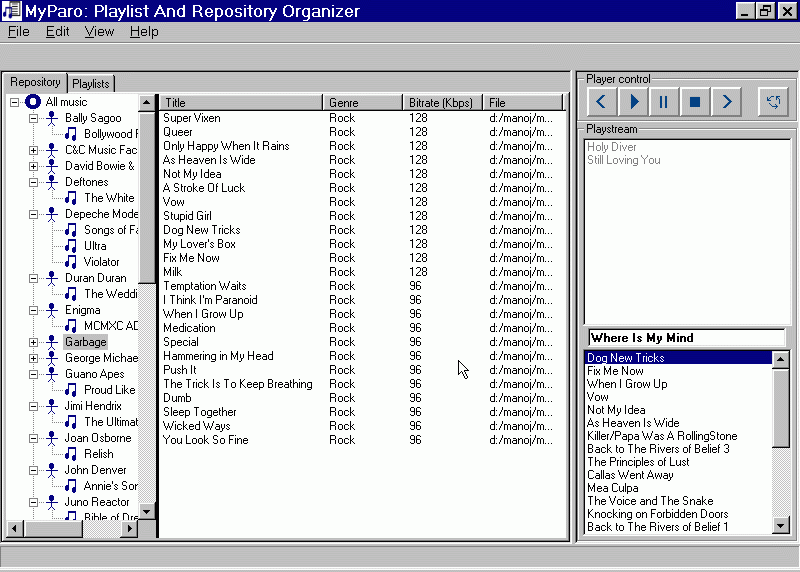 MyParo: Playlist And Repository Organizer
File Edit View Help
Repository Playlists
All music
Bally Sagoo
Bollywood
C&C Music Fac
David Bowie &
Deftones
The White
Depeche Mode
Songs of Fa
Ultra
Violator
Duran Duran
The Weddi
Enigma
MCMXC AD
Garbage
George Michae
Guano Apes
Proud Like
Jimi Hendrix
The Ultimat
Joan Osborne
Relish
John Denver
Annie's Son
Juno Reactor
Bible of Dre
Title Genre Bitrate (Kbps) File
Super Vixen Rock 128 d:/manoj/m...
Queer Rock 128 d:/manoj/m...
Only Happy When It Rains Rock 128 d:/manoj/m...
As Heaven Is Wide Rock 128 d:/manoj/m...
Not My Idea Rock 128 d:/manoj/m...
A Stroke Of Luck Rock 128 d:/manoj/m...
Vow Rock 128 d:/manoj/m...
Stupid Girl Rock 128 d:/manoj/m...
Dog New Tricks Rock 128 d:/manoj/m...
My Lover's Box Rock 128 d:/manoj/m...
Fix Me Now Rock 128 d:/manoj/m...
Milk Rock 128 d:/manoj/m...
Temptation Waits Rock 96 d:/manoj/m...
I Think I'm Paranoid Rock 96 d:/manoj/m...
When I Grow Up Rock 96 d:/manoj/m...
Medication Rock 96 d:/manoj/m...
Special Rock 96 d:/manoj/m...
Hammering in My Head Rock 96 d:/manoj/m...
Push It Rock 96 d:/manoj/m...
The Trick Is To Keep Breathing Rock 96 d:/manoj/m...
Dumb Rock 96 d:/manoj/m...
Sleep Together Rock 96 d:/manoj/m...
Wicked Ways Rock 96 d:/manoj/m...
You Look So Fine Rock 96 d:/manoj/m...
Player control
Playstream
Holy Diver
Still Loving You
Where Is My Mind
Dog New Tricks
Fix Me Now
When I Grow Up
Vow
Not My Idea
As Heaven Is Wide
Killer/Papa Was A RollingStone
Back to The Rivers of Belief 3
The Principles of Lust
Callas Went Away
Mea Culpa
The Voice and The Snake
Knocking on Forbidden Doors
Back to The Rivers of Belief 1